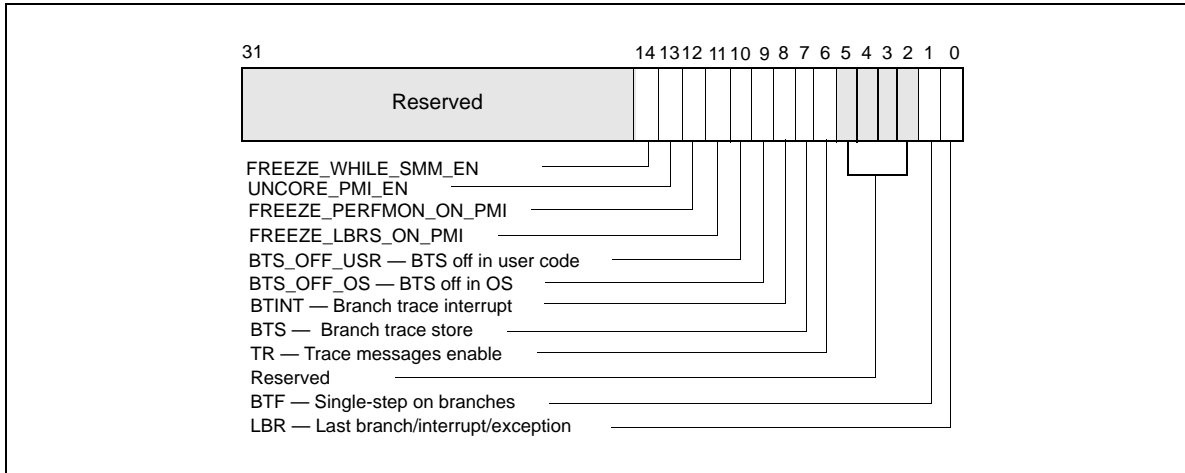 31 14 13 12 11 10 9 8 7 6 5 4 3 2 1 0
Reserved
FREEZE_WHILE_SMM_EN
UNCORE_PMI_EN
FREEZE_PERFMON_ON_PMI
FREEZE_LBRS_ON_PMI
BTS_OFF_USR — BTS off in user code
BTS_OFF_OS — BTS off in OS
BTINT — Branch trace interrupt
BTS — Branch trace store
TR — Trace messages enable
Reserved
BTF — Single-step on branches
LBR — Last branch/interrupt/exception